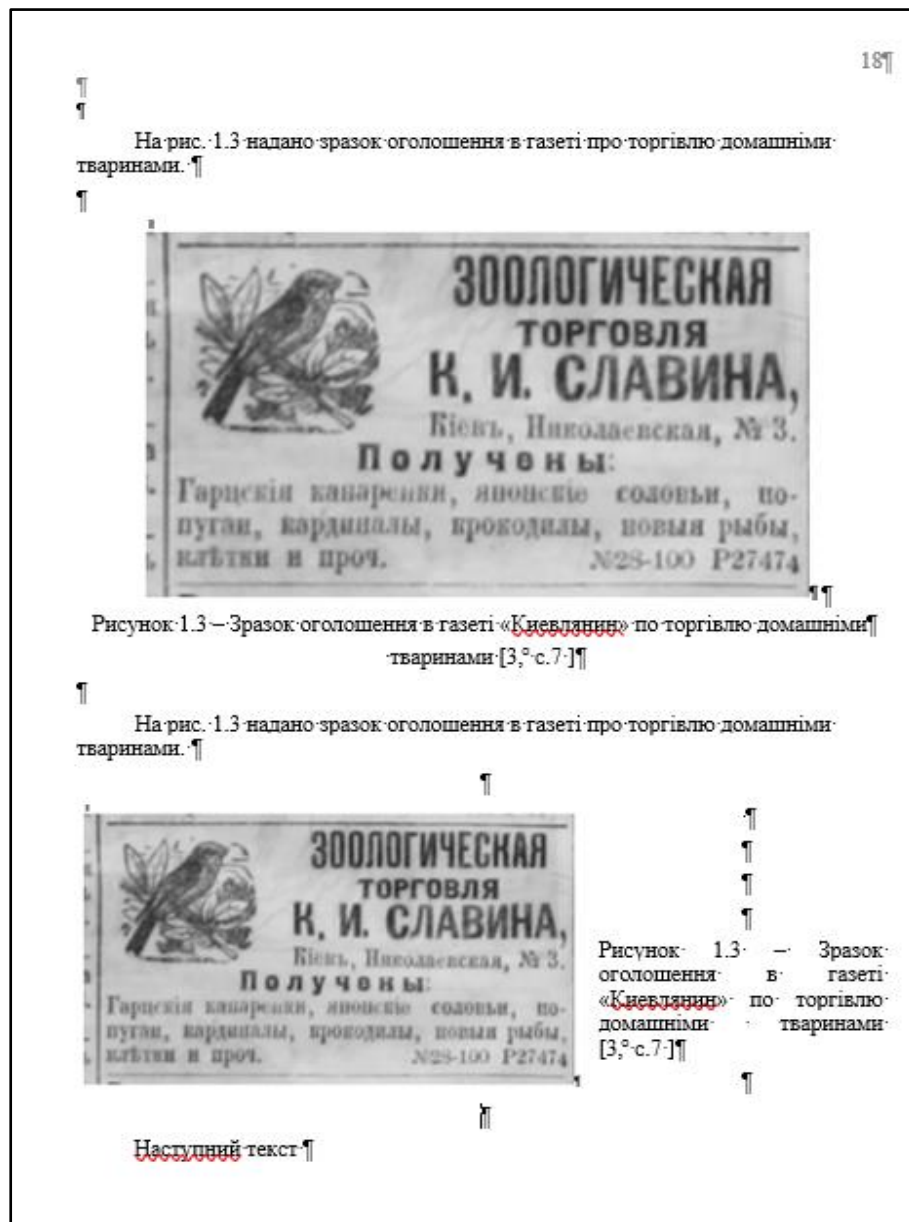 18¶
¶
¶
На рис. 1.3 надано зразок оголошення в газеті про торгівлю домашніми
тваринами. ¶
¶
ЗООЛОГИЧЕСКАЯ
ТОРГОВЛЯ
К. И. СЛАВИНА,
Кіевъ, Николаевская, № 3.
Получены:
Гарцскія канарейки, японскіе соловьи, по-
пугаи, кардиналы, крокодилы, новыя рыбы,
клѣтки и проч. №28-100 Р27474
¶¶
Рисунок 1.3 – Зразок оголошення в газеті «Киевлянин» по торгівлю домашніми¶
тваринами [3,° с.7 ]¶
¶
На рис. 1.3 надано зразок оголошення в газеті про торгівлю домашніми
тваринами. ¶
¶
ЗООЛОГИЧЕСКАЯ
ТОРГОВЛЯ
К. И. СЛАВИНА,
Кіевъ, Николаевская, № 3.
Получены:
Гарцскія канарейки, японскіе соловьи, по-
пугаи, кардиналы, крокодилы, новыя рыбы,
клѣтки и проч. №28-100 Р27474
¶
¶
¶
¶
¶
Рисунок 1.3 – Зразок
оголошення в газеті
«Киевлянин» по торгівлю
домашніми тваринами
[3,° с.7 ]¶
¶
¶
Наступний текст ¶